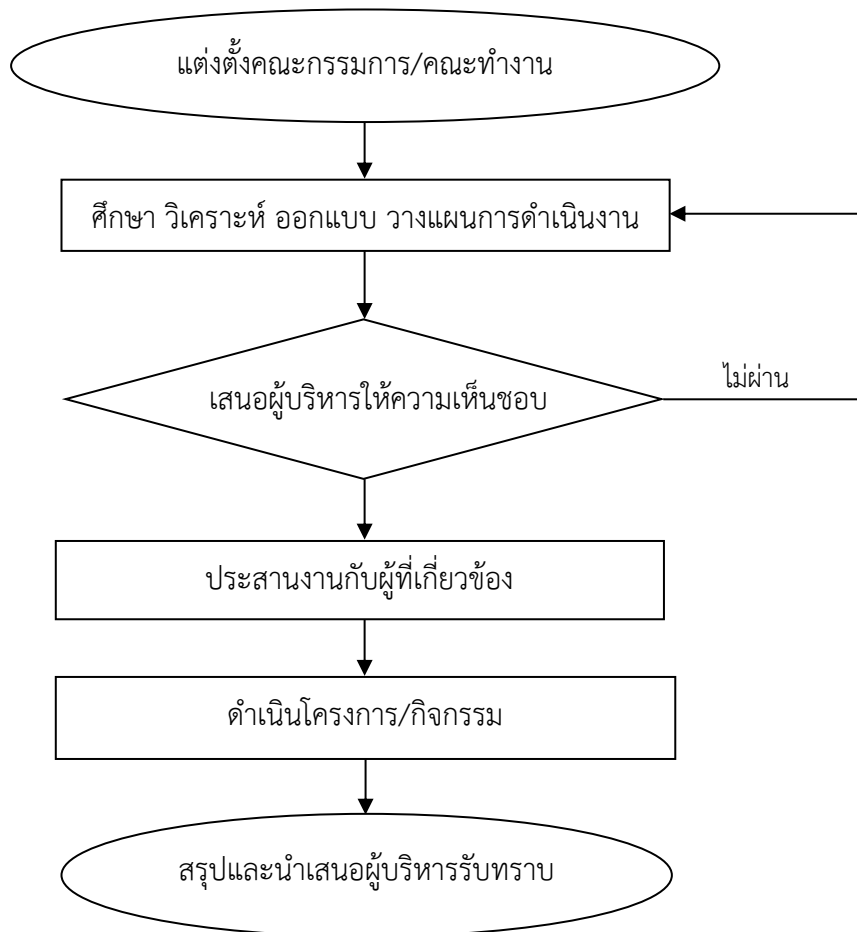 แต่งตั้งคณะกรรมการ/คณะทำงาน
ศึกษา วิเคราะห์ ออกแบบ วางแผนการดำเนินงาน
เสนอผู้บริหารให้ความเห็นชอบ
ไม่ผ่าน
ประสานงานกับผู้ที่เกี่ยวข้อง
ดำเนินโครงการ/กิจกรรม
สรุปและนำเสนอผู้บริหารรับทราบ